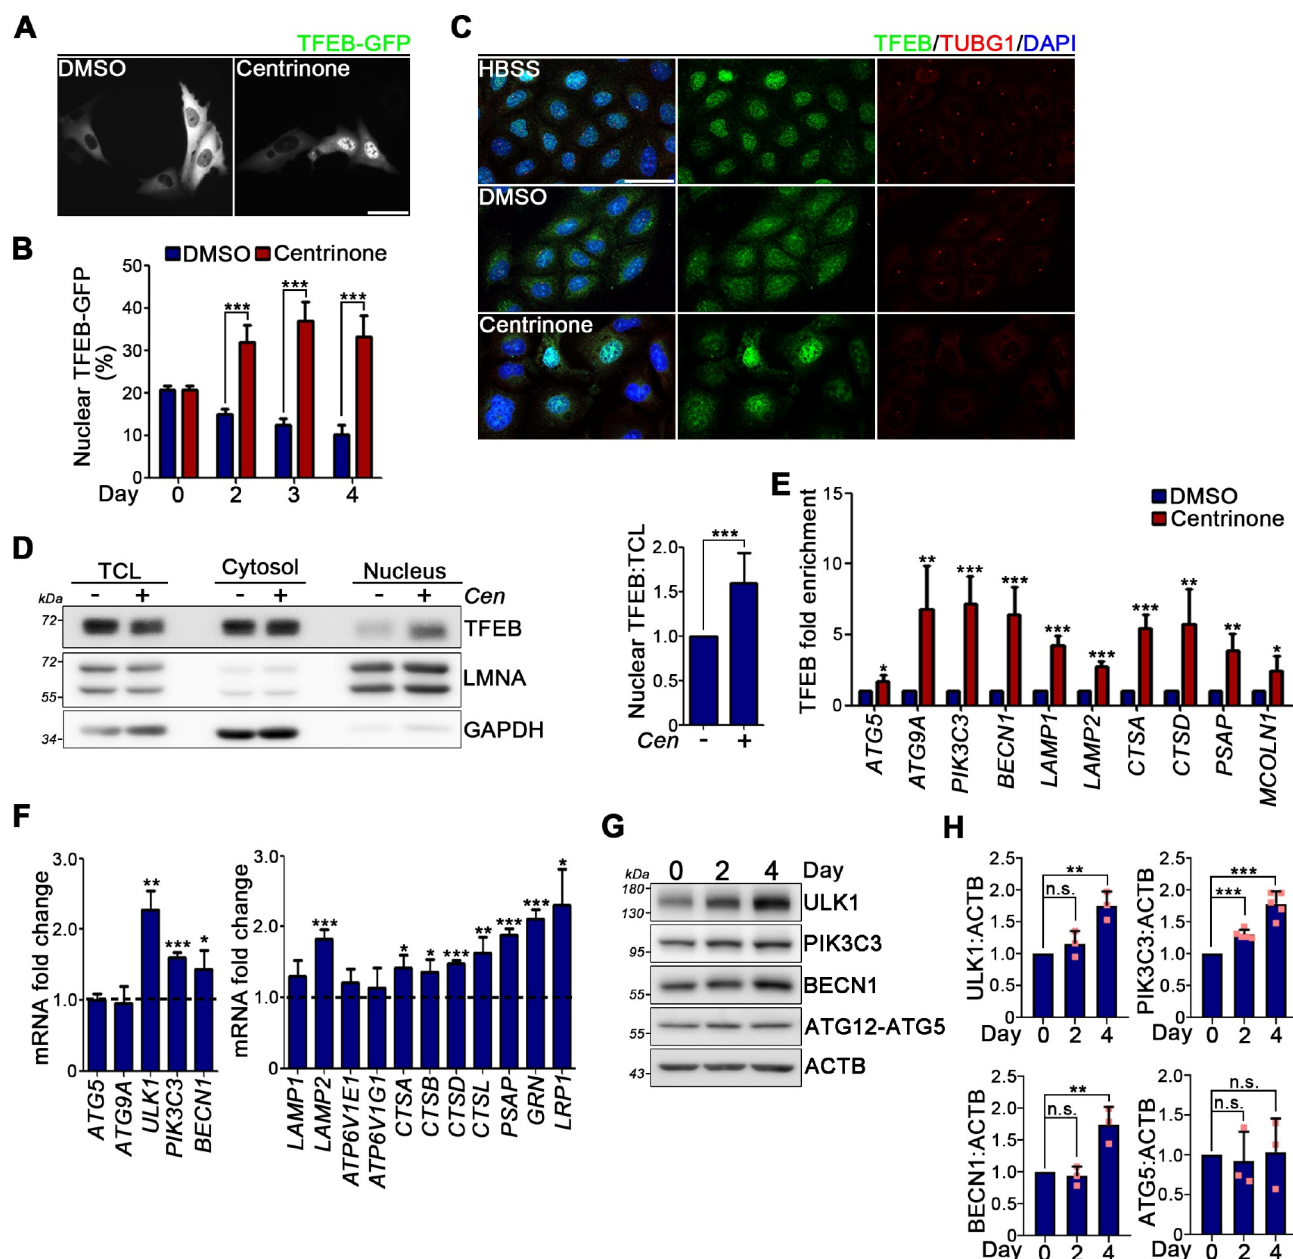 A
TFEB-GFP
DMSO
Centrinone
B
DMSO
Centrinone
Nuclear TFEB-GFP
(%)
50
40
30
20
10
0
***
***
***
Day
0
2
3
4
C
TFEB/TUBG1/DAPI
HBSS
DMSO
Centrinone
D
TCL
Cytosol
Nucleus
kDa
- + - + - + Cen
72-
TFEB
72-
55-
LMNA
34-
GAPDH
Nuclear TFEB:TCL
2.0
1.5
1.0
0.5
0
***
Cen - +
E
DMSO
Centrinone
TFEB fold enrichment
15
10
5
0
* ** *** *** *** *** *** ** ** *
ATG5
ATG9A
PIK3C3
BECN1
LAMP1
LAMP2
CTSA
CTSD
PSAP
MCOLN1
F
mRNA fold change
3.0
2.0
1.0
0
** *** *
ATG5
ATG9A
ULK1
PIK3C3
BECN1
mRNA fold change
3.0
2.0
1.0
0
*** * * *** ** *** *** *
LAMP1
LAMP2
ATP6V1E1
ATP6V1G1
CTSA
CTSB
CTSD
CTSL
PSAP
GRN
LRP1
G
0 2 4 Day
kDa
180-
130-
ULK1
95-
PIK3C3
55-
BECN1
55-
ATG12-ATG5
43-
ACTB
H
ULK1:ACTB
2.5
2.0
1.5
1.0
0.5
0
**
n.s.
Day 0 2 4
PIK3C3:ACTB
2.5
2.0
1.5
1.0
0.5
0
***
***
Day 0 2 4
BECN1:ACTB
2.5
2.0
1.5
1.0
0.5
0
**
n.s.
Day 0 2 4
ATG5:ACTB
2.0
1.5
1.0
0.5
0
n.s.
n.s.
Day 0 2 4